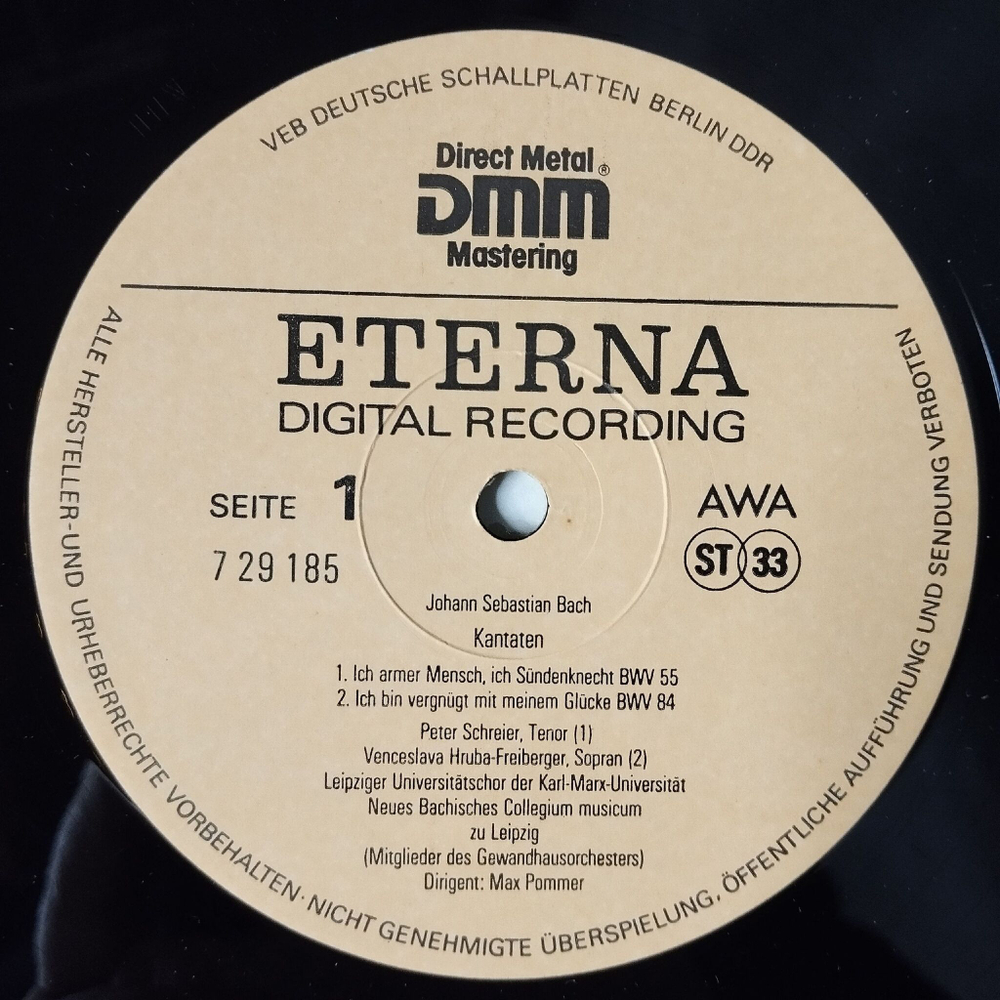 VEB DEUTSCHE SCHALLPLATTEN BERLIN DDR
Direct Metal
DMM®
Mastering
ETERNA
DIGITAL RECORDING
SEITE 1
AWA
7 29 185
ST 33
Johann Sebastian Bach
Kantaten
1. Ich armer Mensch, ich Sündenknecht BWV 55
2. Ich bin vergnügt mit meinem Glücke BWV 84
Peter Schreier, Tenor (1)
Venceslava Hruba-Freiberger, Sopran (2)
Leipziger Universitätschor der Karl-Marx-Universität
Neues Bachisches Collegium musicum
zu Leipzig
(Mitglieder des Gewandhausorchesters)
Dirigent: Max Pommer
ALLE HERSTELLER-UND URHEBERRECHTE VORBEHALTEN · NICHT GENEHMIGTE ÜBERSPIELUNG, ÖFFENTLICHE AUFFÜHRUNG UND SENDUNG VERBOTEN